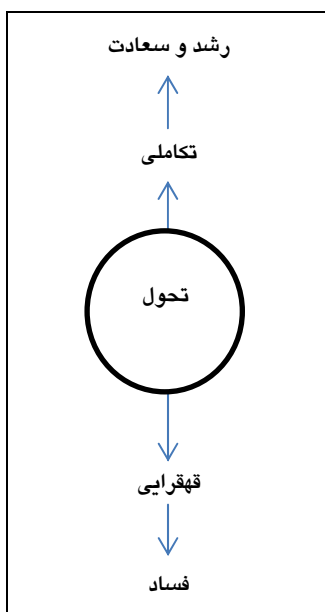 رشد و سعادت
تکاملی
تحول
قهقرایی
فساد